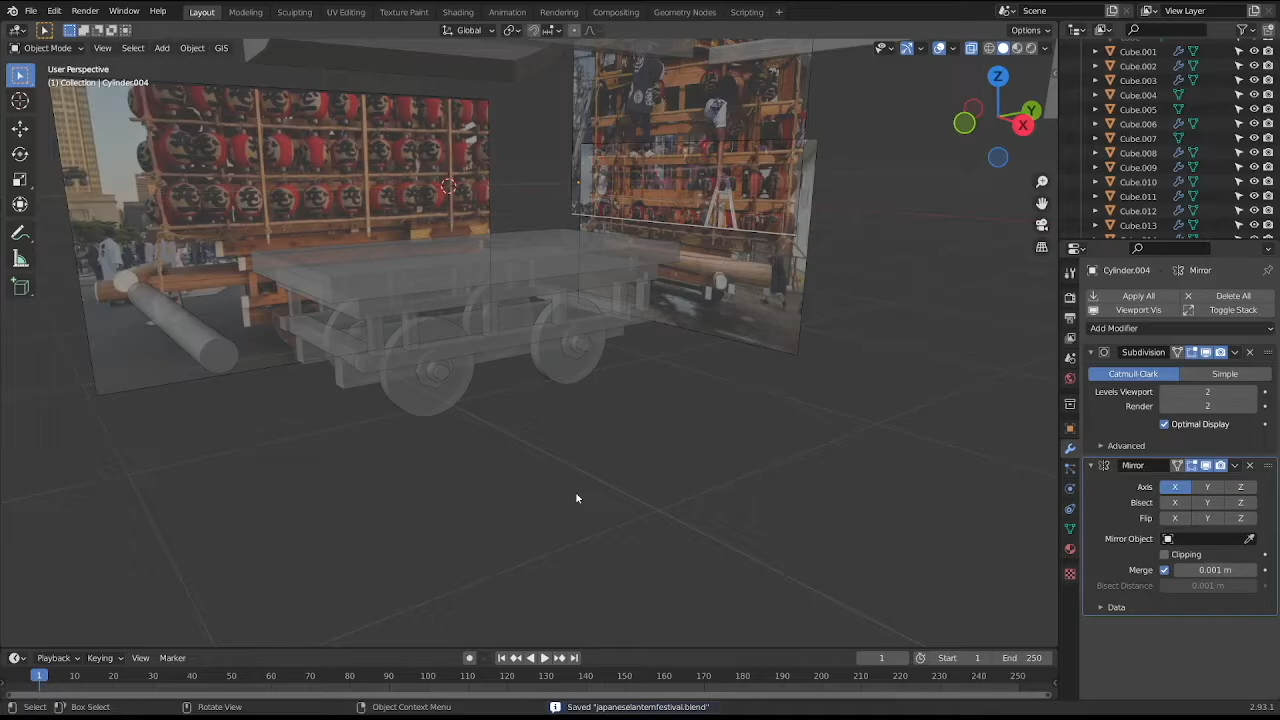 File Edit Render Window Help Layout Modeling Sculpting UV Editing Texture Paint Shading Animation Rendering Compositing Geometry Nodes Scripting + Scene View Layer
Global Options
Object Mode View Select Add Object GIS
User Perspective
(1) Collection | Cylinder.004
Z
Y
X
Cube.001
Cube.002
Cube.003
Cube.004
Cube.005
Cube.006
Cube.007
Cube.008
Cube.009
Cube.010
Cube.011
Cube.012
Cube.013
Cylinder.004 Mirror
Apply All Delete All
Viewport Vis Toggle Stack
Add Modifier
Subdivision
Catmull-Clark Simple
Levels Viewport 2
Render 2
Optimal Display
Advanced
Mirror
Axis X Y Z
Bisect X Y Z
Flip X Y Z
Mirror Object
Clipping
Merge 0.001 m
Bisect Distance 0.001 m
Data
Playback Keying View Marker 1 Start 1 End 250
1 10 20 30 40 50 60 70 80 90 100 110 120 130 140 150 160 170 180 190 200 210 220 230 240 250
Select Box Select Rotate View Object Context Menu Saved "japaneselanternfestival.blend" 2.93.1